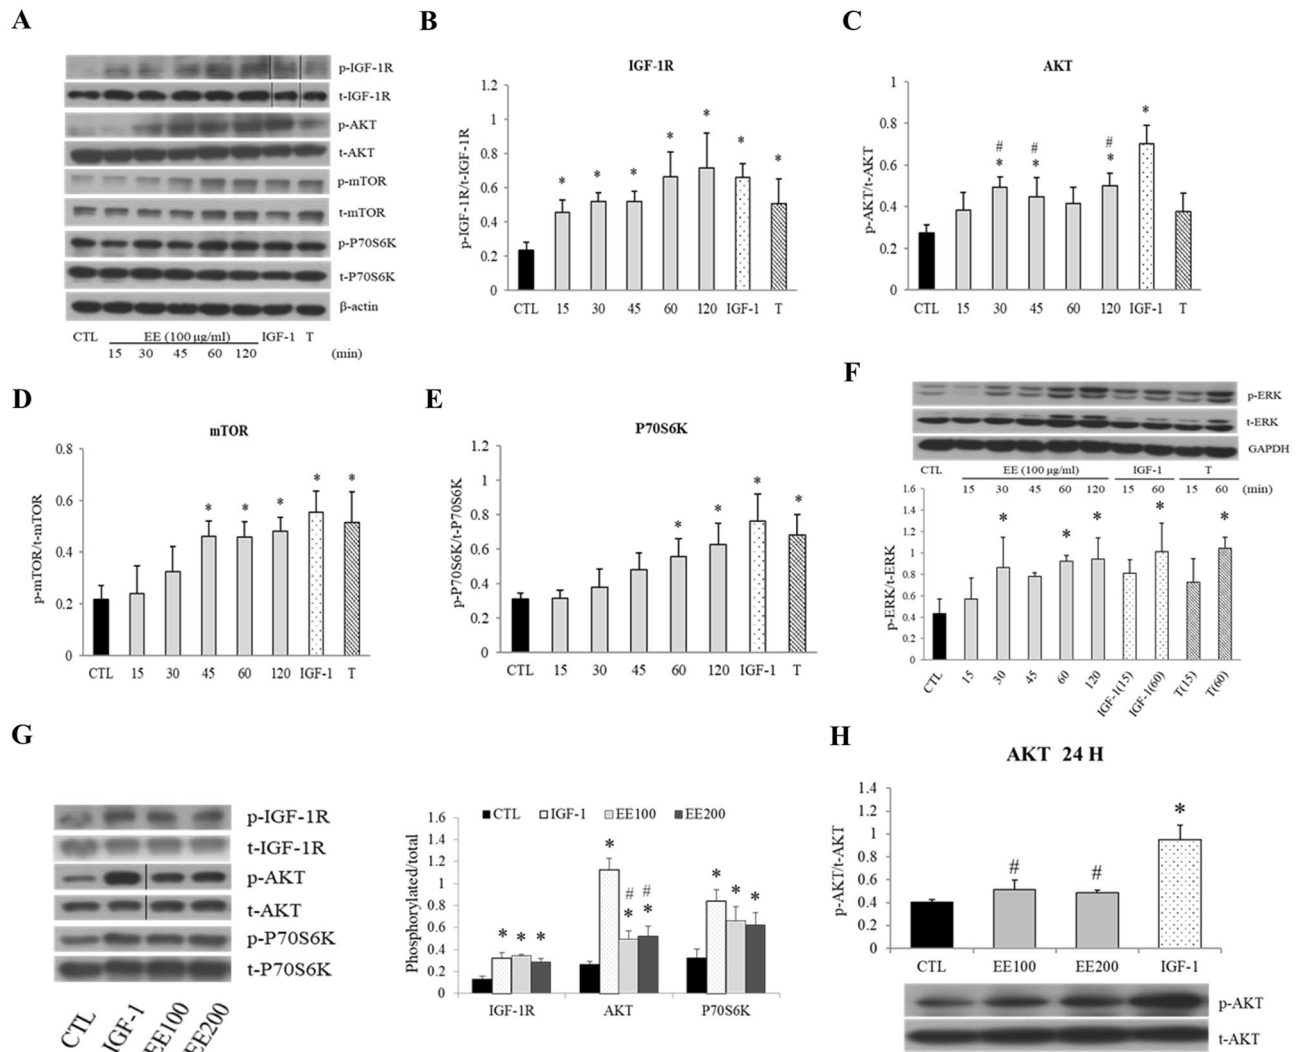 A
p-IGF-1R
t-IGF-1R
p-AKT
t-AKT
p-mTOR
t-mTOR
p-P70S6K
t-P70S6K
β-actin
CTL EE (100 μg/ml) IGF-1 T
15 30 45 60 120 (min)
B
IGF-1R
p-IGF-1R/t-IGF-1R
1.2
1
0.8
0.6
0.4
0.2
0
* * * * * * *
CTL 15 30 45 60 120 IGF-1 T
C
AKT
p-AKT/t-AKT
1
0.8
0.6
0.4
0.2
0
# # # *
* * *
CTL 15 30 45 60 120 IGF-1 T
D
mTOR
p-mTOR/t-mTOR
0.8
0.6
0.4
0.2
0
* * * * *
CTL 15 30 45 60 120 IGF-1 T
E
P70S6K
p-P70S6K/t-P70S6K
1.2
1
0.8
0.6
0.4
0.2
0
* * * *
CTL 15 30 45 60 120 IGF-1 T
F
p-ERK
t-ERK
GAPDH
CTL EE (100 μg/ml) IGF-1 T
15 30 45 60 120 15 60 15 60 (min)
p-ERK/t-ERK
1.6
1.4
1.2
1
0.8
0.6
0.4
0.2
0
* * * * *
CTL 15 30 45 60 120 IGF-1(15) IGF-1(60) T(15) T(60)
G
p-IGF-1R
t-IGF-1R
p-AKT
t-AKT
p-P70S6K
t-P70S6K
CTL IGF-1 EE100 EE200
CTL IGF-1 EE100 EE200
Phosphorylated/total
1.6
1.4
1.2
1
0.8
0.6
0.4
0.2
0
* * * * # # * * * * *
IGF-1R AKT P70S6K
H
AKT 24 H
p-AKT/t-AKT
1.4
1.2
1
0.8
0.6
0.4
0.2
0
# # *
CTL EE100 EE200 IGF-1
p-AKT
t-AKT